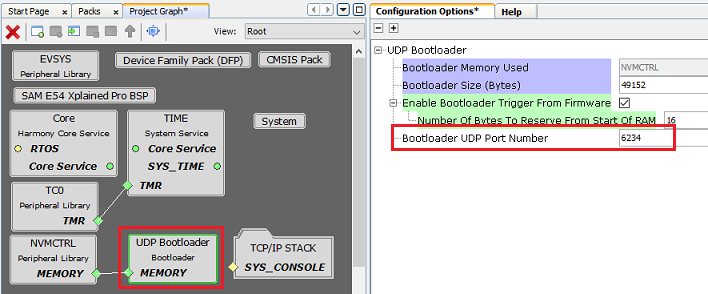 Start Page
Packs
Project Graph*
View:
Root
EVSYS
Peripheral Library
Device Family Pack (DFP)
CMSIS Pack
SAM E54 Xplained Pro BSP
Core
Harmony Core Service
RTOS
Core Service
TIME
System Service
Core Service
SYS_TIME
TMR
System
TC0
Peripheral Library
TMR
NVMCTRL
Peripheral Library
MEMORY
UDP Bootloader
Bootloader
MEMORY
TCP/IP STACK
SYS_CONSOLE
Configuration Options*
Help
UDP Bootloader
Bootloader Memory Used NVMCTRL
Bootloader Size (Bytes) 49152
Enable Bootloader Trigger From Firmware
Number Of Bytes To Reserve From Start Of RAM 16
Bootloader UDP Port Number 6234